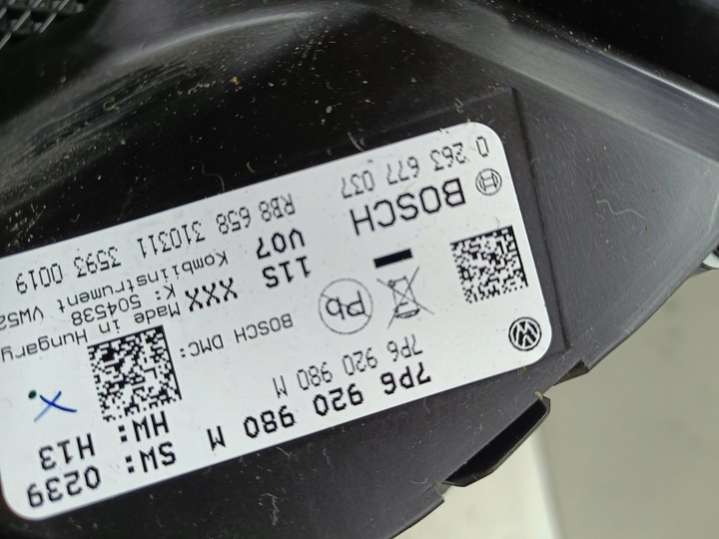 7P6 920 980 M SW: 0239
7P6 920 980 M HW: H13
BOSCH DMC:
Made in Hungary
XXX K: 504538
Pb
11S Kombiinstrument VW52
V07
BOSCH
RB8 658 310311 3593 0019
0 263 677 037